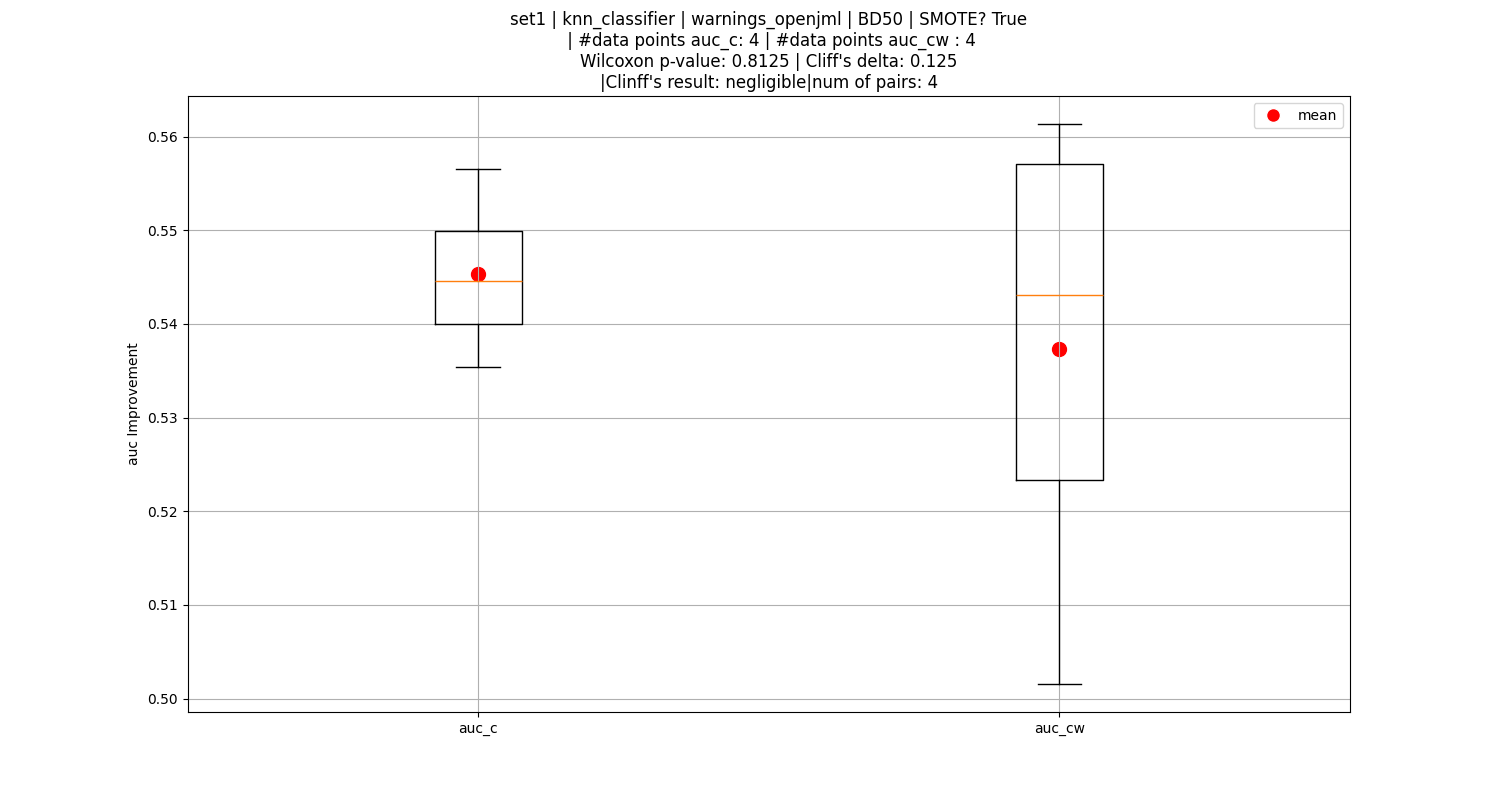 set1 | knn_classifier | warnings_openjml | BD50 | SMOTE? True
| #data points auc_c: 4 | #data points auc_cw : 4
Wilcoxon p-value: 0.8125 | Cliff's delta: 0.125
|Clinff's result: negligible|num of pairs: 4
mean
0.56
0.55
0.54
0.53
0.52
0.51
0.50
auc Improvement
auc_c
auc_cw